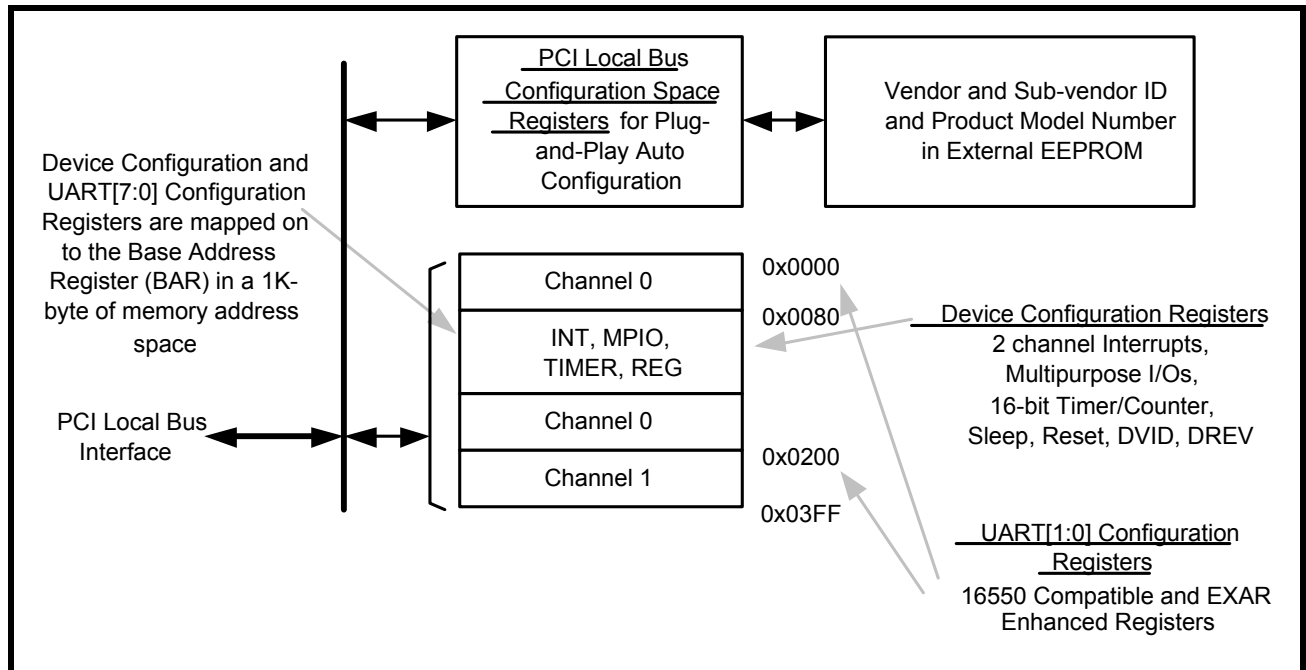 PCI Local Bus
Configuration Space
Registers for Plug-
and-Play Auto
Configuration
Vendor and Sub-vendor ID
and Product Model Number
in External EEPROM
Device Configuration and
UART[7:0] Configuration
Registers are mapped on
to the Base Address
Register (BAR) in a 1K-
byte of memory address
space
PCI Local Bus
Interface
Channel 0
INT, MPIO,
TIMER, REG
Channel 0
Channel 1
0x0000
0x0080
0x0200
0x03FF
Device Configuration Registers
2 channel Interrupts,
Multipurpose I/Os,
16-bit Timer/Counter,
Sleep, Reset, DVID, DREV
UART[1:0] Configuration
Registers
16550 Compatible and EXAR
Enhanced Registers